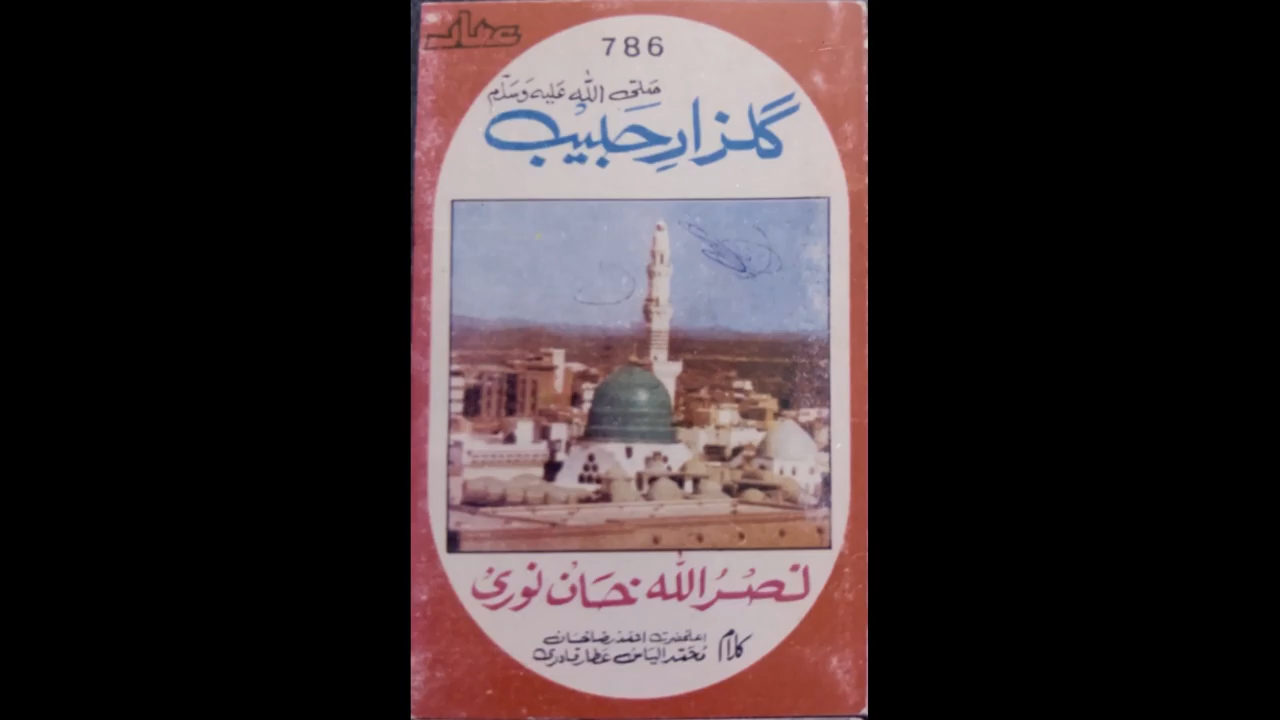 786
صلی اللہ علیہ وسلم
گلزارِ حبیب
نصرُ اللہ خان نوری
کلام
اعلحضرت احمد رضا خان
محمد الیاس عطار قادری